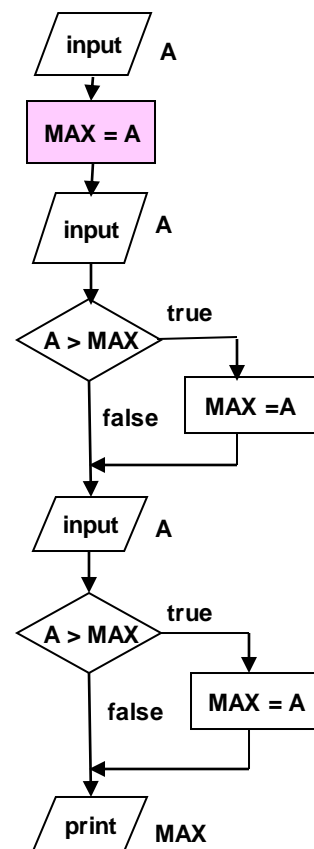 input
A
MAX = A
input
A
A > MAX
true
MAX =A
false
input
A
A > MAX
true
MAX = A
false
print
MAX